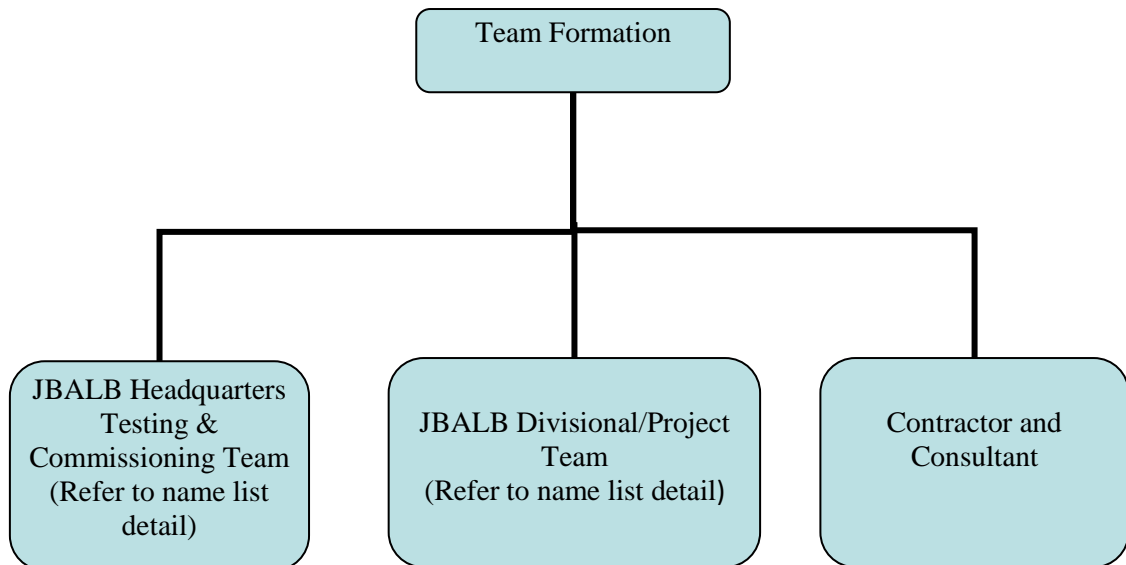 Team Formation
JBALB Headquarters
Testing &
Commissioning Team
(Refer to name list
detail)
JBALB Divisional/Project
Team
(Refer to name list detail)
Contractor and
Consultant